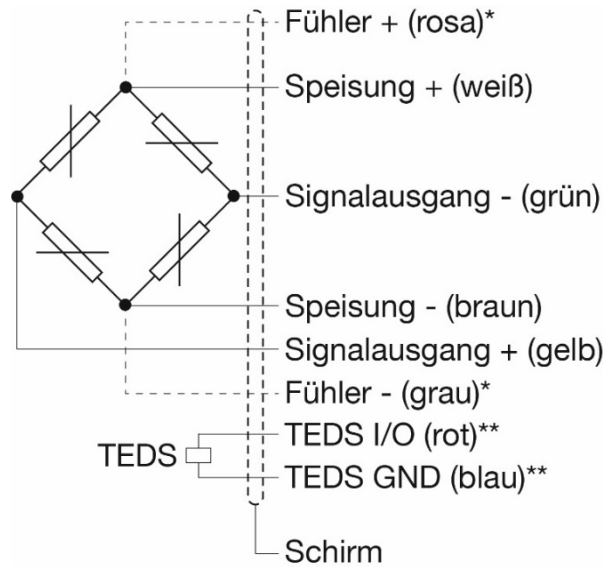 Fühler + (rosa)*
Speisung + (weiß)
Signalausgang - (grün)
Speisung - (braun)
Signalausgang + (gelb)
Fühler - (grau)*
TEDS I/O (rot)**
TEDS
TEDS GND (blau)**
Schirm